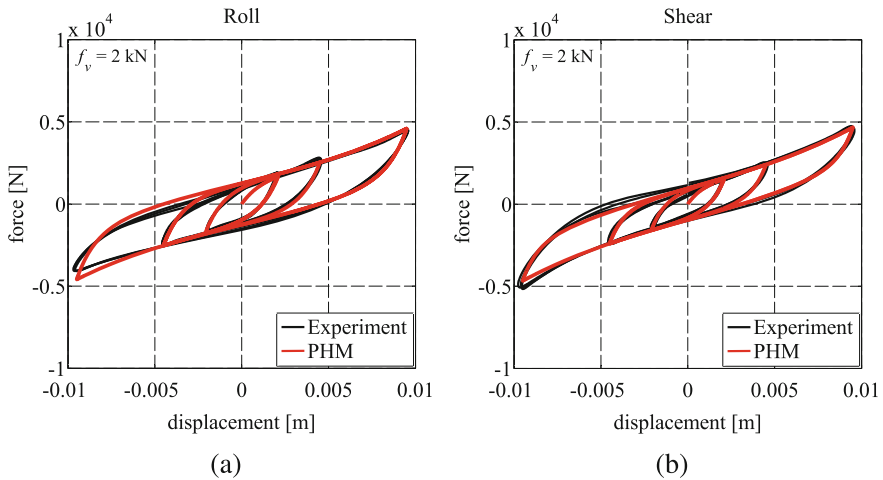 Roll
1 x 10^4
f_v = 2 kN
0.5
0
-0.5
-1
-0.01 -0.005 0 0.005 0.01
force [N]
displacement [m]
Experiment
PHM
(a)
Shear
1 x 10^4
f_v = 2 kN
0.5
0
-0.5
-1
-0.01 -0.005 0 0.005 0.01
force [N]
displacement [m]
Experiment
PHM
(b)